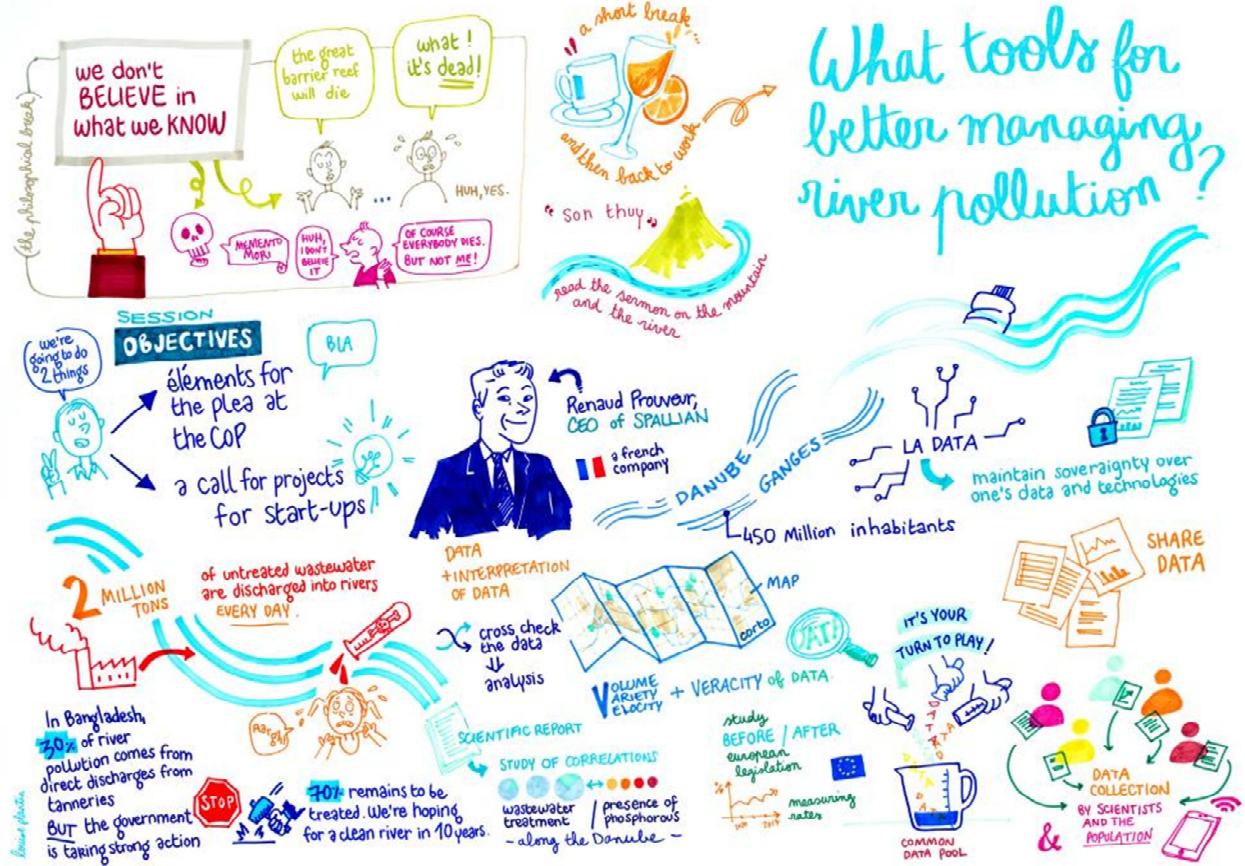 What tools for
better managing
river pollution?
(the philosophical break)
we don't
BELIEVE in
what we KNOW
the great
barrier reef
will die
what !
it's dead!
...
HUH, YES.
MEMENTO
MORI
HUH,
I DON'T
BELIEVE
IT
OF COURSE
EVERYBODY DIES.
BUT NOT ME!
a short break
and then back to work
"son thuy"
read the sermon on the mountain
and the river
SESSION
OBJECTIVES
we're
going to do
2 things
BLA
éléments for
the plea at
the COP
a call for projects
for start-ups
Renaud Prouveur,
CEO of SPALLIAN
a french
company
DANUBE
GANGES
450 Million inhabitants
LA DATA
maintain soveraignty over
one's data and technologies
SHARE
DATA
2 MILLION
TONS
of untreated wastewater
are discharged into rivers
EVERY DAY.
DATA
+INTERPRETATION
OF DATA
cross check
the data
analysis
MAP
corto
DATA
VOLUME
VARIETY
VELOCITY
+ VERACITY of DATA.
IT'S YOUR
TURN TO PLAY!
In Bangladesh,
30% of river
pollution comes from
direct discharges from
tanneries
BUT the government
is taking strong action
STOP
70% remains to be
treated. We're hoping
for a clean river in 10 years.
SCIENTIFIC REPORT
STUDY OF CORRELATIONS
wastewater
treatment
/ presence of
phosphorous
- along the Danube -
study
BEFORE / AFTER
european
legislation
%
measuring
rates
DATA
COMMON
DATA POOL
DATA
COLLECTION
BY SCIENTISTS
AND THE
POPULATION
&